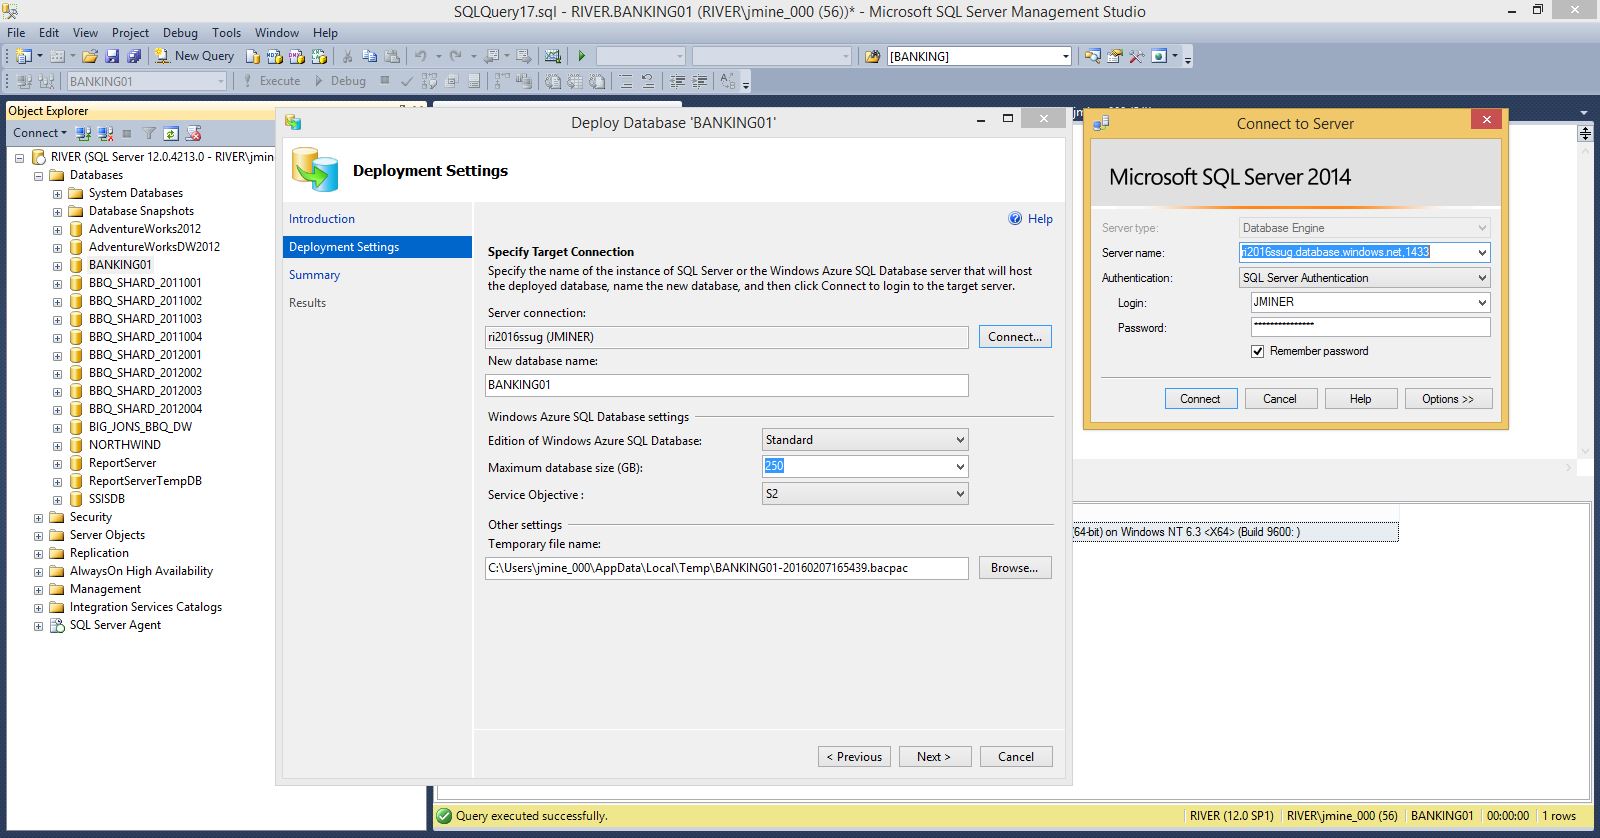 SQLQuery17.sql - RIVER.BANKING01 (RIVER\jmine_000 (56))* - Microsoft SQL Server Management Studio
File Edit View Project Debug Tools Window Help
New Query
[BANKING]
BANKING01
Execute
Debug
Object Explorer
Connect
RIVER (SQL Server 12.0.4213.0 - RIVER\jmin
Databases
System Databases
Database Snapshots
AdventureWorks2012
AdventureWorksDW2012
BANKING01
BBQ_SHARD_2011001
BBQ_SHARD_2011002
BBQ_SHARD_2011003
BBQ_SHARD_2011004
BBQ_SHARD_2012001
BBQ_SHARD_2012002
BBQ_SHARD_2012003
BBQ_SHARD_2012004
BIG_JONS_BBQ_DW
NORTHWIND
ReportServer
ReportServerTempDB
SSISDB
Security
Server Objects
Replication
AlwaysOn High Availability
Management
Integration Services Catalogs
SQL Server Agent
Deploy Database 'BANKING01'
Deployment Settings
Introduction
Deployment Settings
Summary
Results
Help
Specify Target Connection
Specify the name of the instance of SQL Server or the Windows Azure SQL Database server that will host
the deployed database, name the new database, and then click Connect to login to the target server.
Server connection:
ri2016ssug (JMINER)
Connect...
New database name:
BANKING01
Windows Azure SQL Database settings
Edition of Windows Azure SQL Database: Standard
Maximum database size (GB): 250
Service Objective : S2
Other settings
Temporary file name:
C:\Users\jmine_000\AppData\Local\Temp\BANKING01-20160207165439.bacpac
Browse...
< Previous
Next >
Cancel
Connect to Server
Microsoft SQL Server 2014
Server type: Database Engine
Server name: ri2016ssug.database.windows.net,1433
Authentication: SQL Server Authentication
Login: JMINER
Password: ***************
Remember password
Connect
Cancel
Help
Options >>
(64-bit) on Windows NT 6.3 <X64> (Build 9600: )
Query executed successfully.
RIVER (12.0 SP1)
RIVER\jmine_000 (56)
BANKING01
00:00:00
1 rows